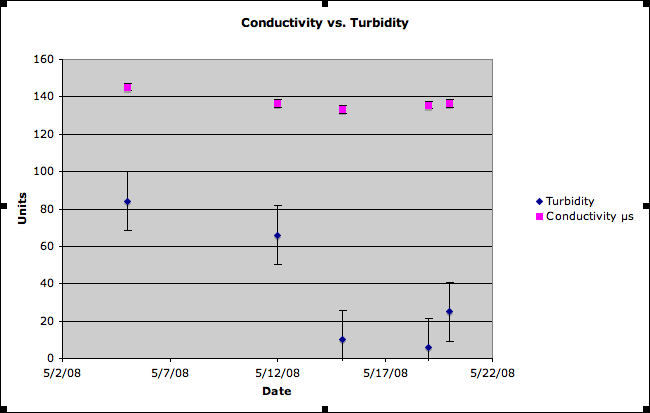 Conductivity vs. Turbidity
160
140
120
100
80
60
40
20
0
Units
5/2/08 5/7/08 5/12/08 5/17/08 5/22/08
Date
Turbidity
Conductivity µs